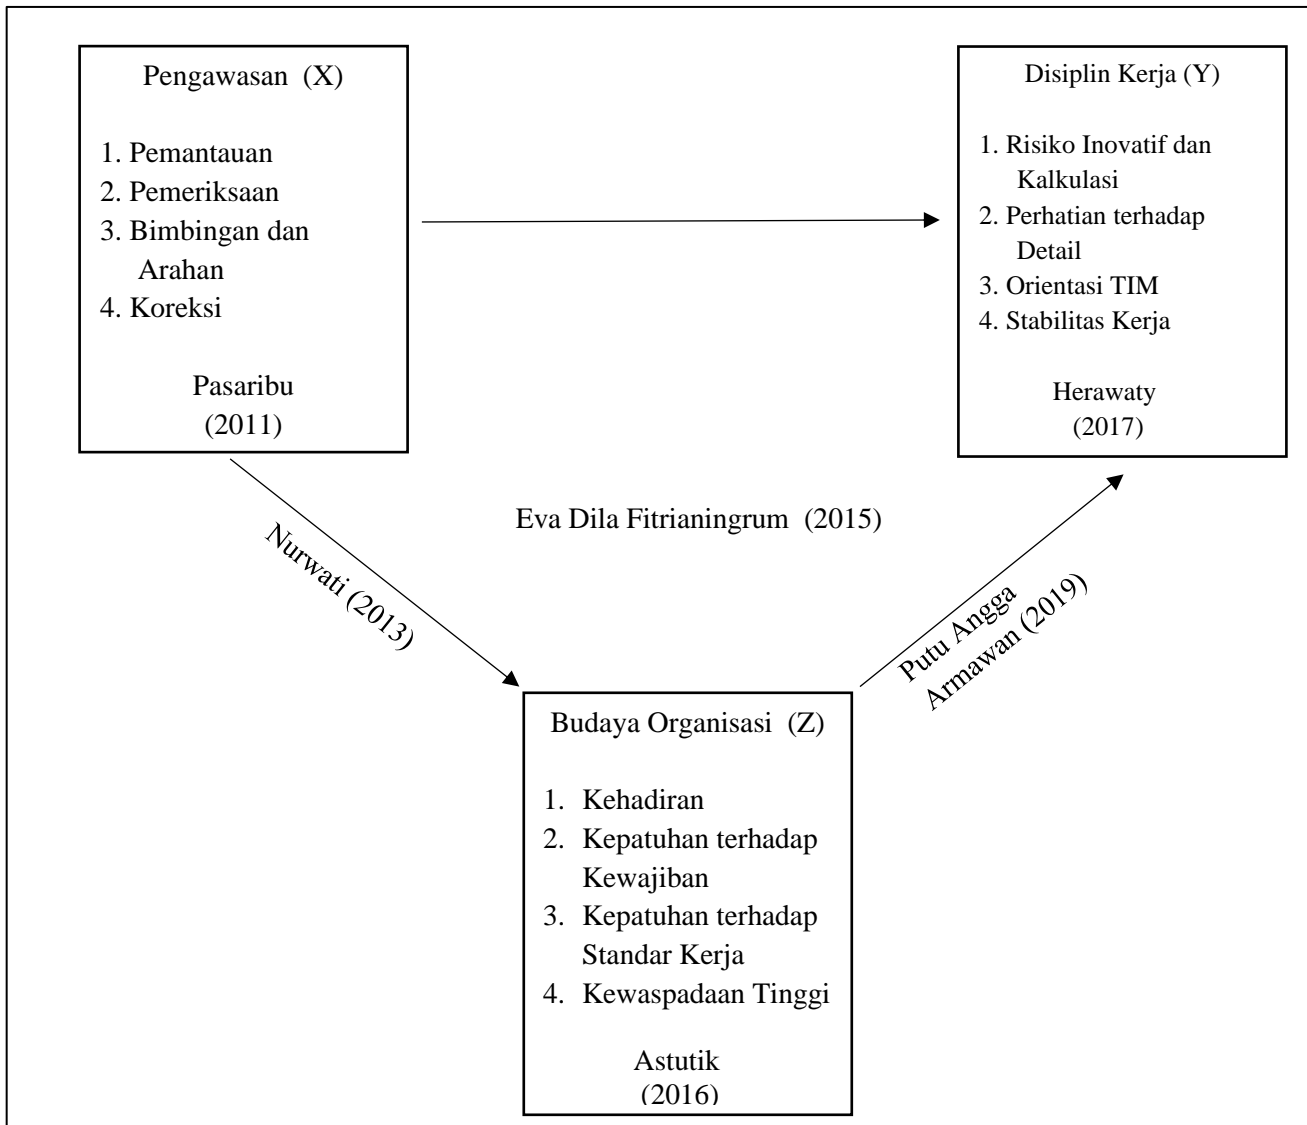 Pengawasan (X)
1. Pemantauan
2. Pemeriksaan
3. Bimbingan dan
Arahan
4. Koreksi
Pasaribu
(2011)
Disiplin Kerja (Y)
1. Risiko Inovatif dan
Kalkulasi
2. Perhatian terhadap
Detail
3. Orientasi TIM
4. Stabilitas Kerja
Herawaty
(2017)
Eva Dila Fitrianingrum (2015)
Nurwati (2013)
Putu Angga
Armawan (2019)
Budaya Organisasi (Z)
1. Kehadiran
2. Kepatuhan terhadap
Kewajiban
3. Kepatuhan terhadap
Standar Kerja
4. Kewaspadaan Tinggi
Astutik
(2016)